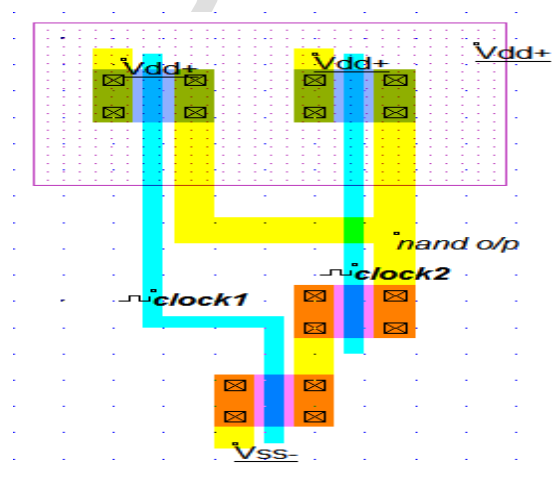 Vdd+
Vdd+
Vdd+
nand o/p
clock2
clock1
Vss-